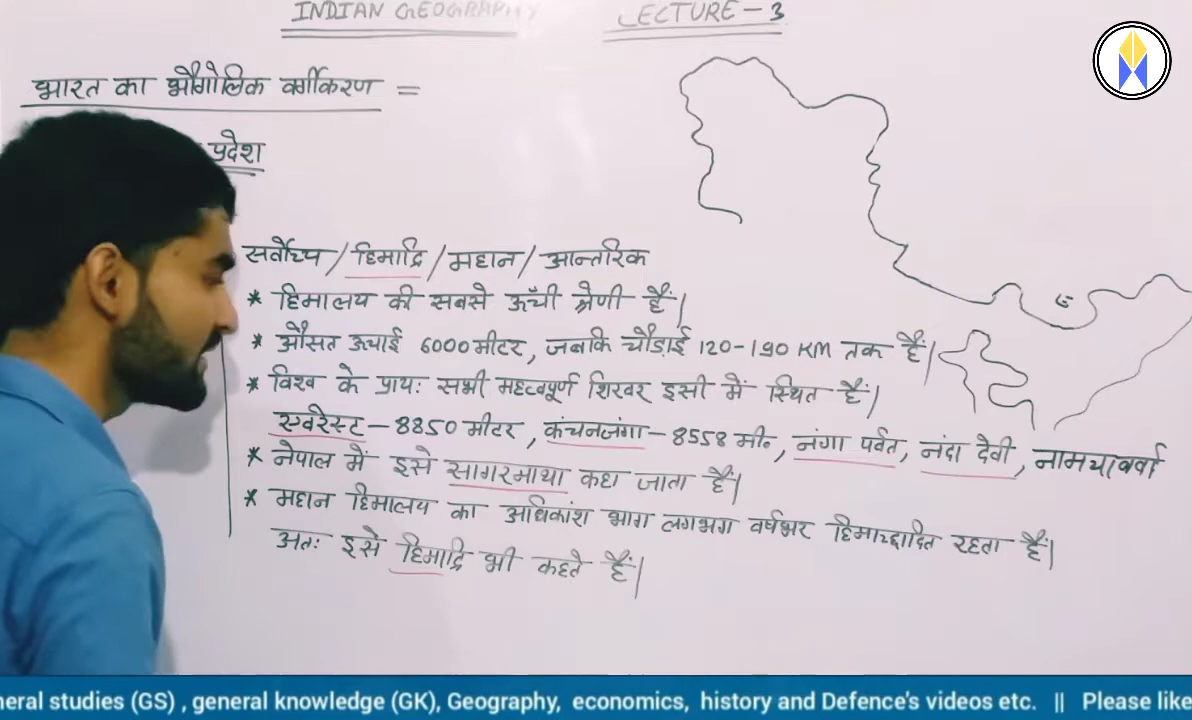 INDIAN GEOGRAPHY LECTURE - 3
भारत का भौगोलिक वर्गीकरण =
प्रदेश
सर्वोच्च / हिमाद्रि / महान / आन्तरिक
* हिमालय की सबसे ऊँची श्रेणी हैं।
* औसत ऊचाई 6000 मीटर, जबकि चौड़ाई 120-190 KM तक हैं।
* विश्व के प्रायः सभी महत्वपूर्ण शिखर इसी में स्थित हैं।
एवरेस्ट - 8850 मीटर, कंचनजंगा - 8558 मी॰, नंगा पर्वत, नंदा देवी, नामचाबर्वा
* नेपाल में इसे सागरमाथा कहा जाता हैं।
* महान हिमालय का अधिकांश भाग लगभग वर्षभर हिमाच्छादित रहता हैं।
अतः इसे हिमाद्रि भी कहते हैं।
neral studies (GS) , general knowledge (GK), Geography, economics, history and Defence's videos etc. || Please like